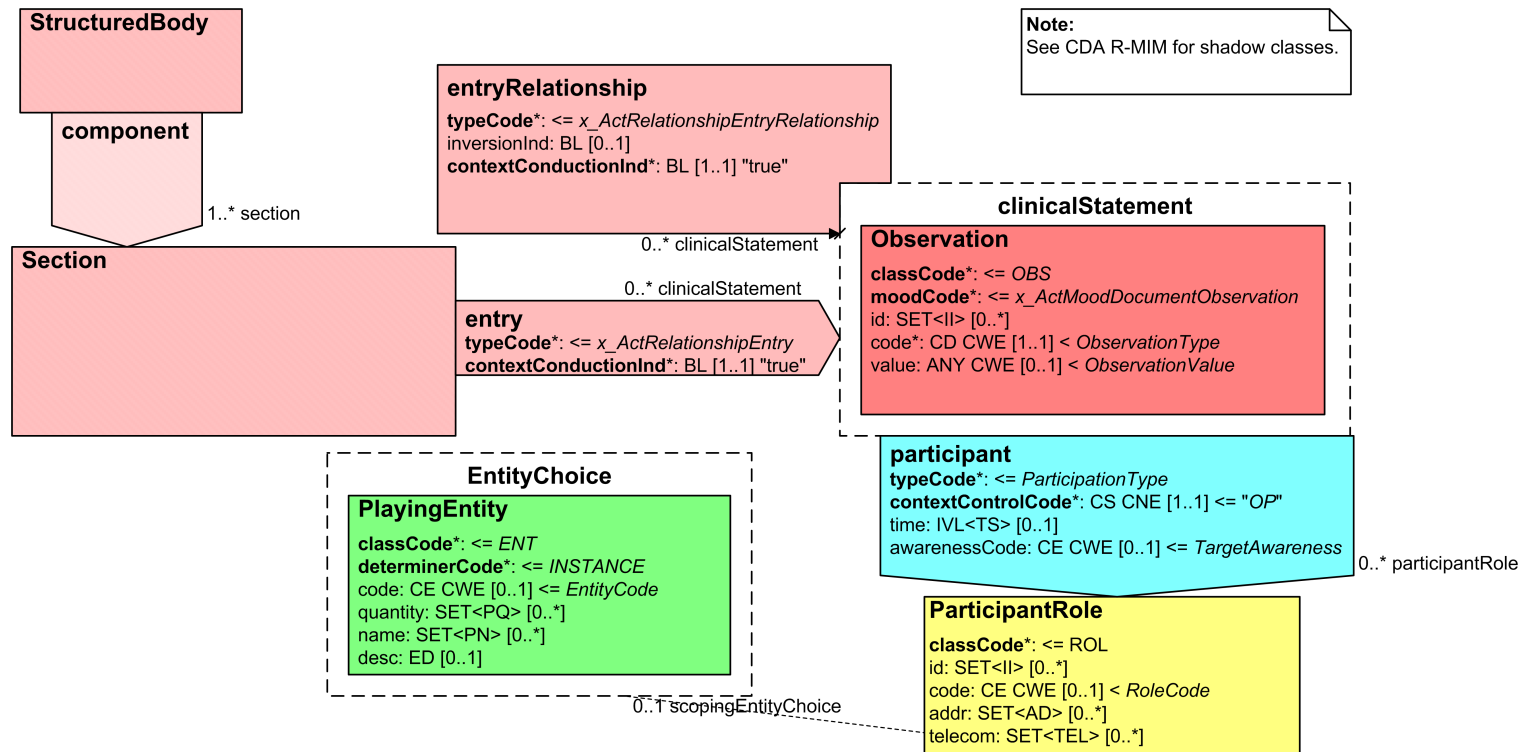 StructuredBody
component
1..* section
Section
entryRelationship
typeCode*: <= x_ActRelationshipEntryRelationship
inversionInd: BL [0..1]
contextConductionInd*: BL [1..1] "true"
0..* clinicalStatement
Note:
See CDA R-MIM for shadow classes.
0..* clinicalStatement
entry
typeCode*: <= x_ActRelationshipEntry
contextConductionInd*: BL [1..1] "true"
clinicalStatement
Observation
classCode*: <= OBS
moodCode*: <= x_ActMoodDocumentObservation
id: SET<II> [0..*]
code*: CD CWE [1..1] < ObservationType
value: ANY CWE [0..1] < ObservationValue
EntityChoice
PlayingEntity
classCode*: <= ENT
determinerCode*: <= INSTANCE
code: CE CWE [0..1] <= EntityCode
quantity: SET<PQ> [0..*]
name: SET<PN> [0..*]
desc: ED [0..1]
0..1 scopingEntityChoice
participant
typeCode*: <= ParticipationType
contextControlCode*: CS CNE [1..1] <= "OP"
time: IVL<TS> [0..1]
awarenessCode: CE CWE [0..1] <= TargetAwareness
0..* participantRole
ParticipantRole
classCode*: <= ROL
id: SET<II> [0..*]
code: CE CWE [0..1] < RoleCode
addr: SET<AD> [0..*]
telecom: SET<TEL> [0..*]